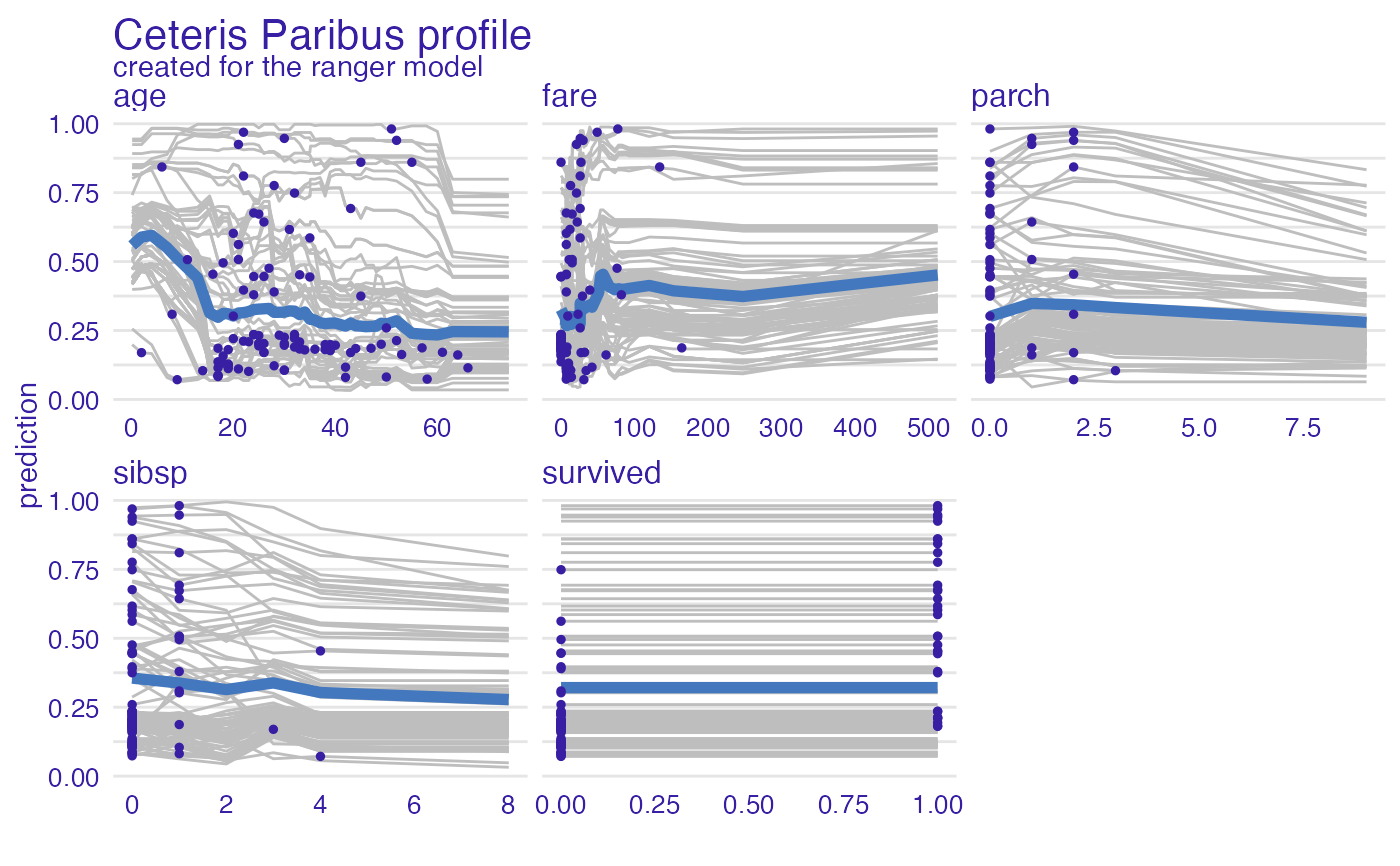 Ceteris Paribus profile
created for the ranger model
age
fare
parch
1.00
0.75
0.50
0.25
0.00
0 20 40 60
0 100 200 300 400 500
0.0 2.5 5.0 7.5
prediction
sibsp
survived
1.00
0.75
0.50
0.25
0.00
0 2 4 6 8
0.00 0.25 0.50 0.75 1.00